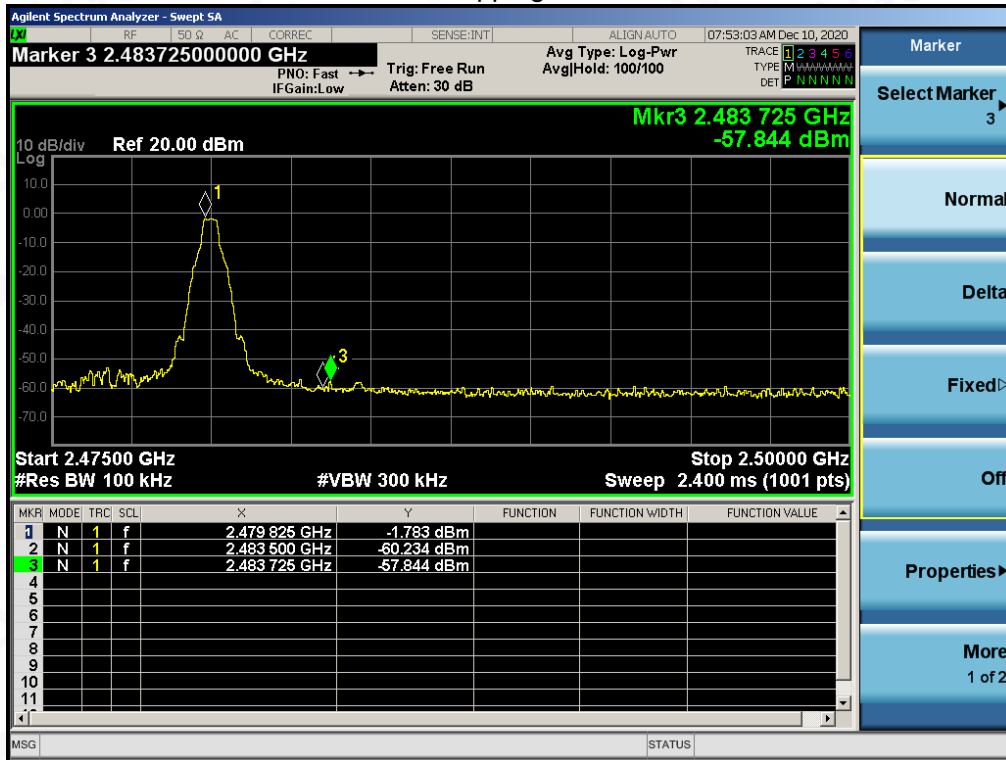 Agilent Spectrum Analyzer - Swept SA
LXI RF 50 Ω AC CORREC SENSE:INT ALIGN AUTO 07:53:03 AM Dec 10, 2020
Marker 3 2.483725000000 GHz
PNO: Fast
IFGain:Low
Trig: Free Run
Atten: 30 dB
Avg Type: Log-Pwr
Avg|Hold: 100/100
TRACE 1 2 3 4 5 6
TYPE M W W W W W
DET P N N N N N
Mkr3 2.483 725 GHz
-57.844 dBm
10 dB/div Ref 20.00 dBm
Log
10.0
0.00
-10.0
-20.0
-30.0
-40.0
-50.0
-60.0
-70.0
1
3
Start 2.47500 GHz Stop 2.50000 GHz
#Res BW 100 kHz #VBW 300 kHz Sweep 2.400 ms (1001 pts)
MKR MODE TRC SCL X Y FUNCTION FUNCTION WIDTH FUNCTION VALUE
1 N 1 f 2.479 825 GHz -1.783 dBm
2 N 1 f 2.483 500 GHz -60.234 dBm
3 N 1 f 2.483 725 GHz -57.844 dBm
4
5
6
7
8
9
10
11
MSG STATUS
Marker
Select Marker
3
Normal
Delta
Fixed
Off
Properties
More
1 of 2